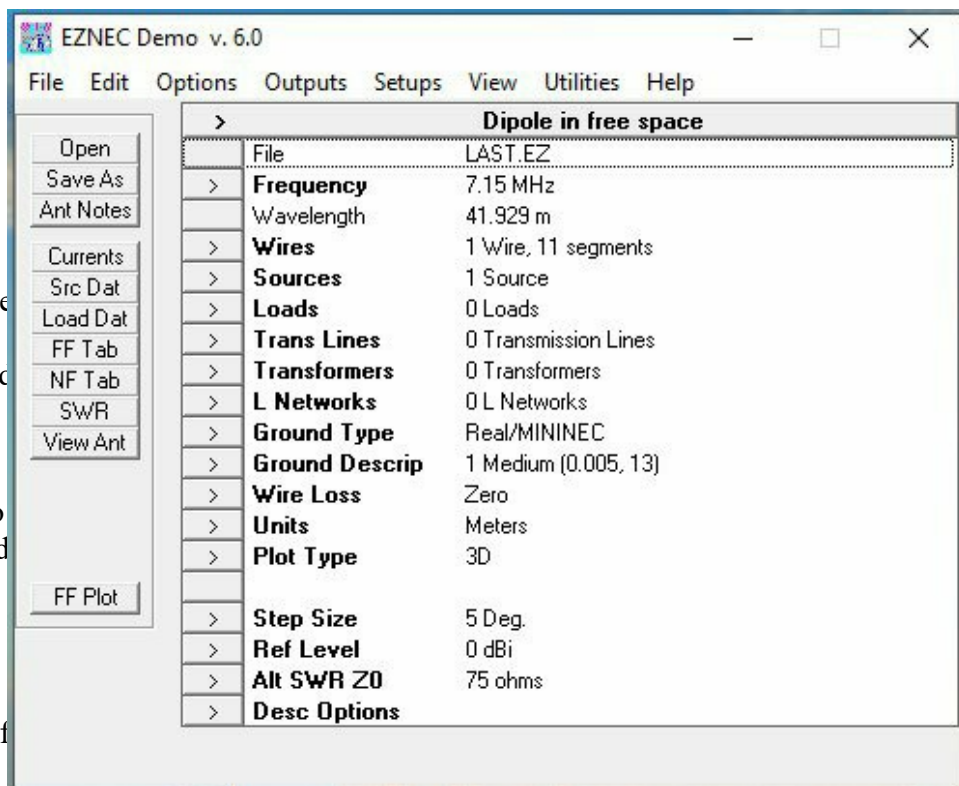 EZNEC Demo v. 6.0
File Edit Options Outputs Setups View Utilities Help
Open
Save As
Ant Notes
Currents
Src Dat
Load Dat
FF Tab
NF Tab
SWR
View Ant
FF Plot
> Dipole in free space
File LAST.EZ
> Frequency 7.15 MHz
Wavelength 41.929 m
> Wires 1 Wire, 11 segments
> Sources 1 Source
> Loads 0 Loads
> Trans Lines 0 Transmission Lines
> Transformers 0 Transformers
> L Networks 0 L Networks
> Ground Type Real/MININEC
> Ground Descrip 1 Medium (0.005, 13)
> Wire Loss Zero
> Units Meters
> Plot Type 3D
> Step Size 5 Deg.
> Ref Level 0 dBi
> Alt SWR Z0 75 ohms
> Desc Options